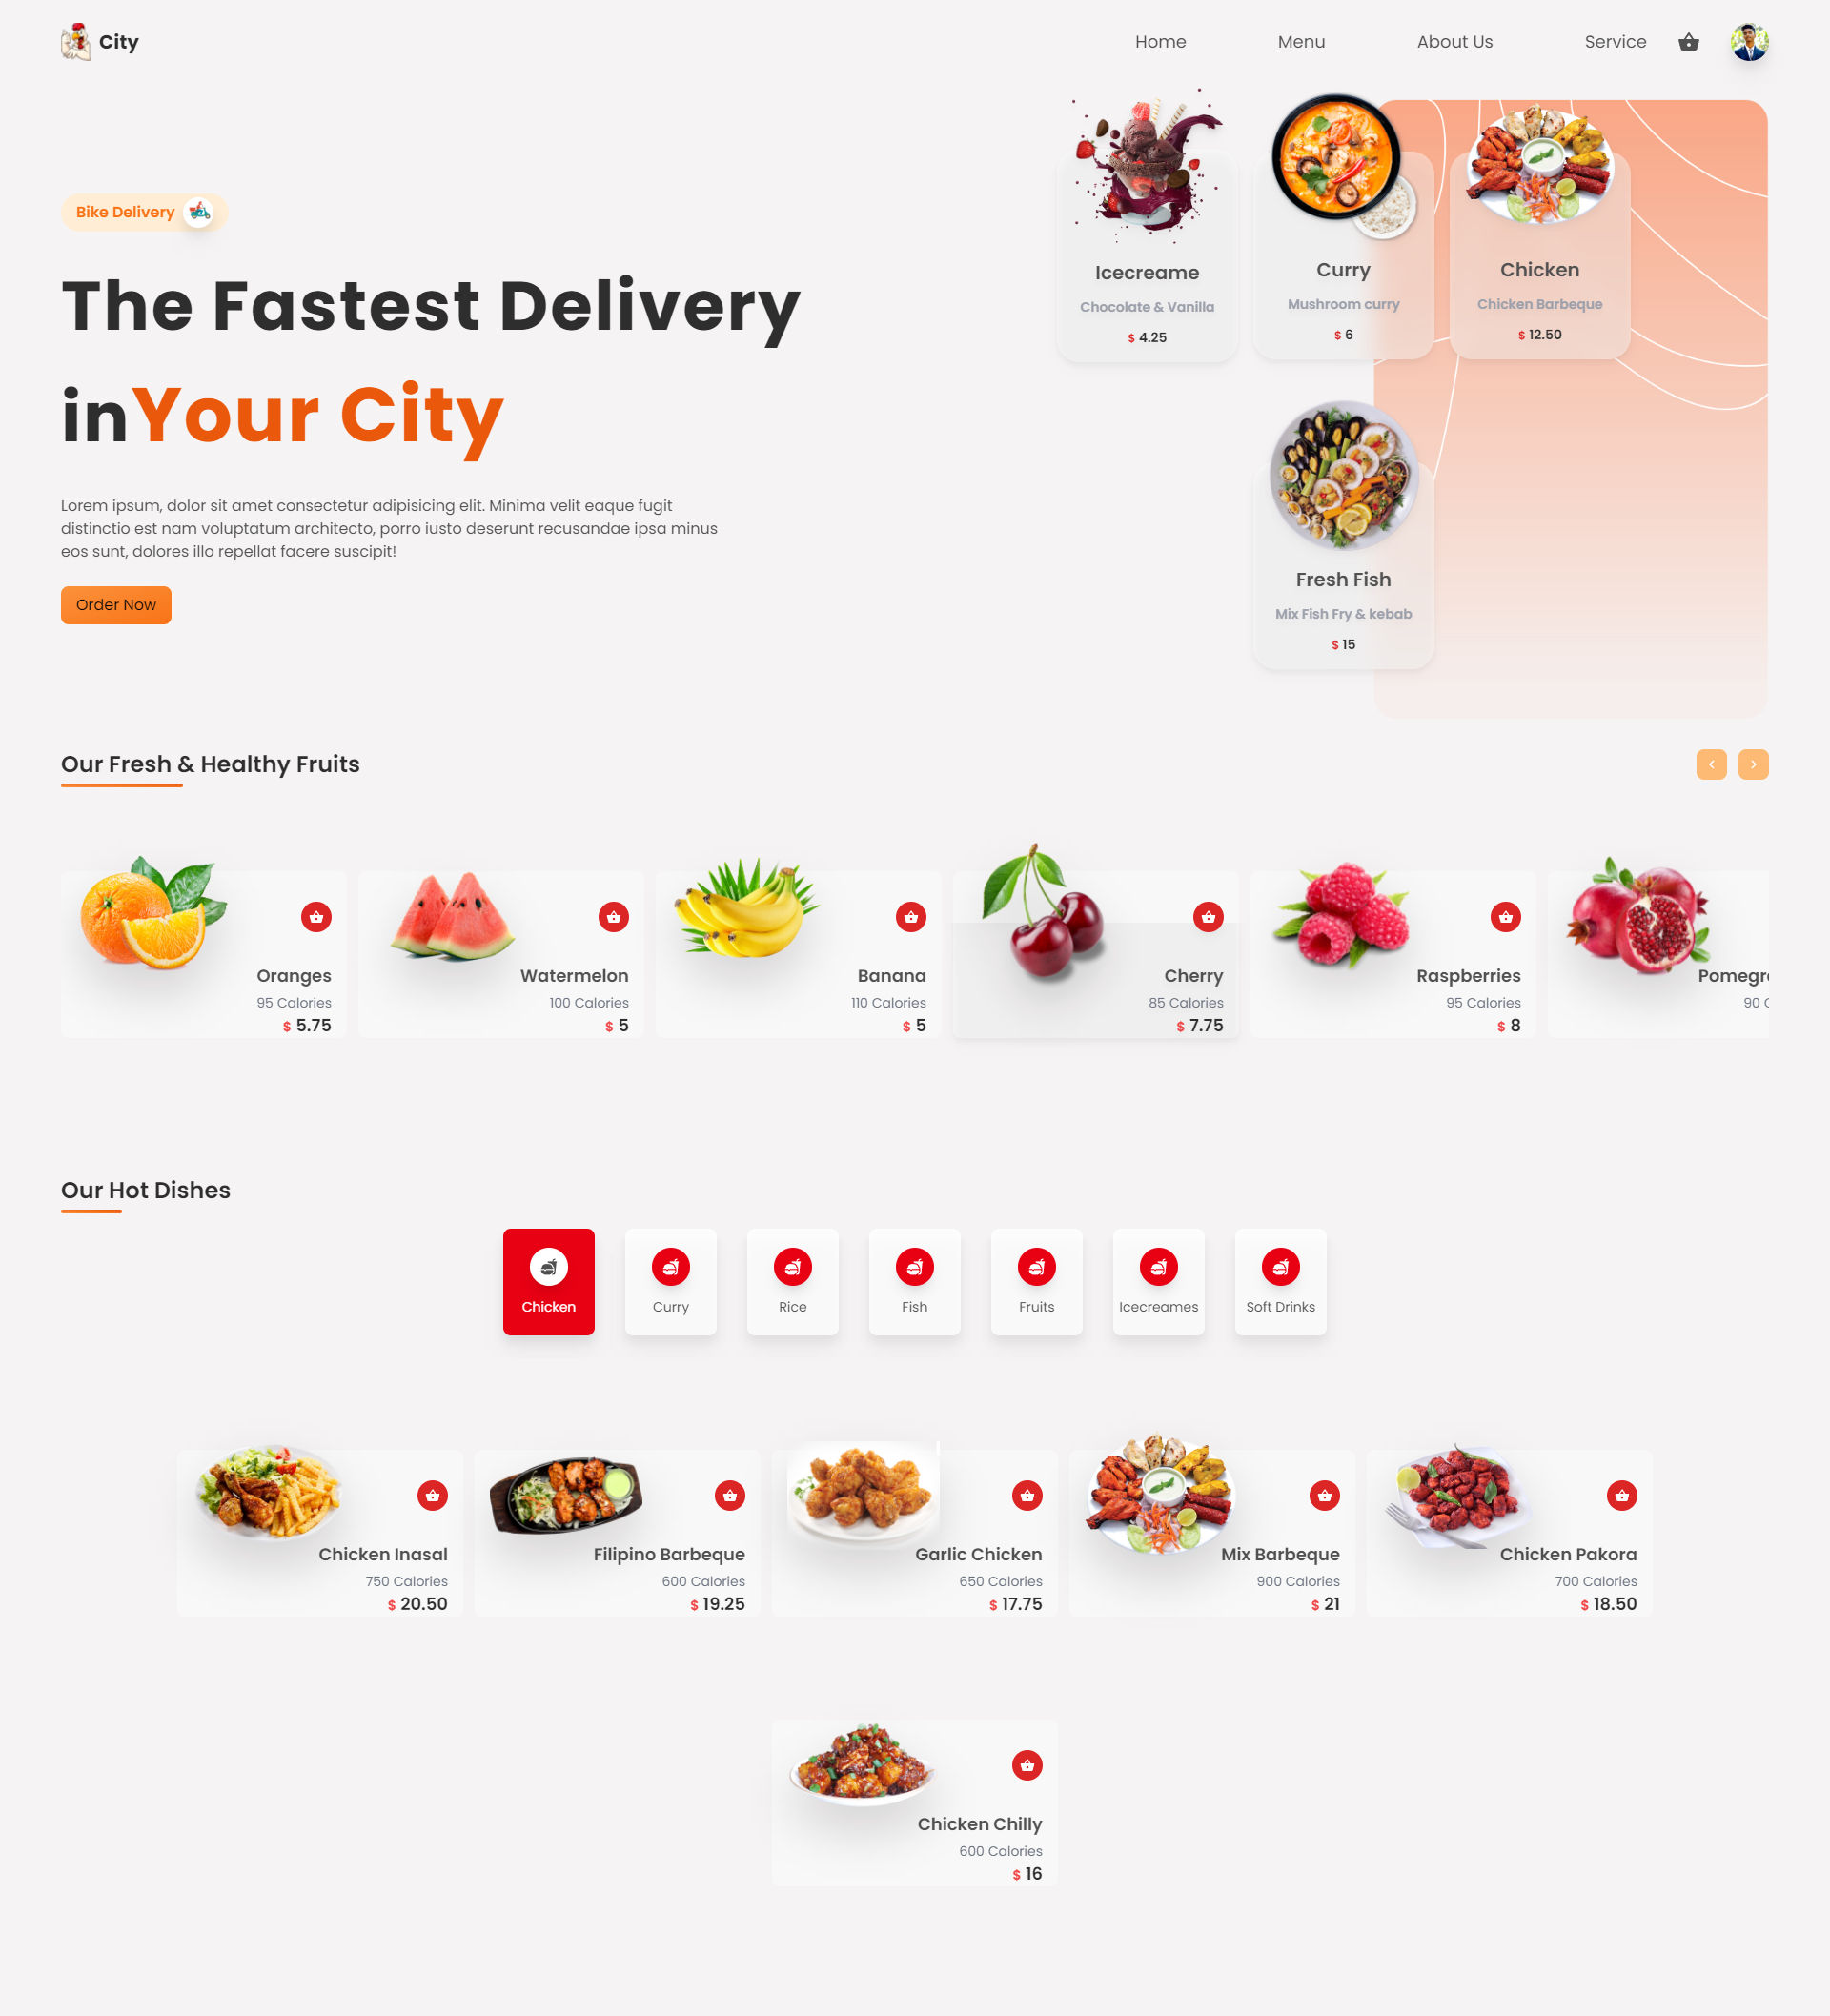 City
Home
Menu
About Us
Service
Bike Delivery
The Fastest Delivery
inYour City
Lorem ipsum, dolor sit amet consectetur adipisicing elit. Minima velit eaque fugit
distinctio est nam voluptatum architecto, porro iusto deserunt recusandae ipsa minus
eos sunt, dolores illo repellat facere suscipit!
Order Now
Icecreame
Chocolate & Vanilla
$ 4.25
Curry
Mushroom curry
$ 6
Chicken
Chicken Barbeque
$ 12.50
Fresh Fish
Mix Fish Fry & kebab
$ 15
Our Fresh & Healthy Fruits
Oranges
95 Calories
$ 5.75
Watermelon
100 Calories
$ 5
Banana
110 Calories
$ 5
Cherry
85 Calories
$ 7.75
Raspberries
95 Calories
$ 8
Pomegr
90 C
Our Hot Dishes
Chicken
Curry
Rice
Fish
Fruits
Icecreames
Soft Drinks
Chicken Inasal
750 Calories
$ 20.50
Filipino Barbeque
600 Calories
$ 19.25
Garlic Chicken
650 Calories
$ 17.75
Mix Barbeque
900 Calories
$ 21
Chicken Pakora
700 Calories
$ 18.50
Chicken Chilly
600 Calories
$ 16